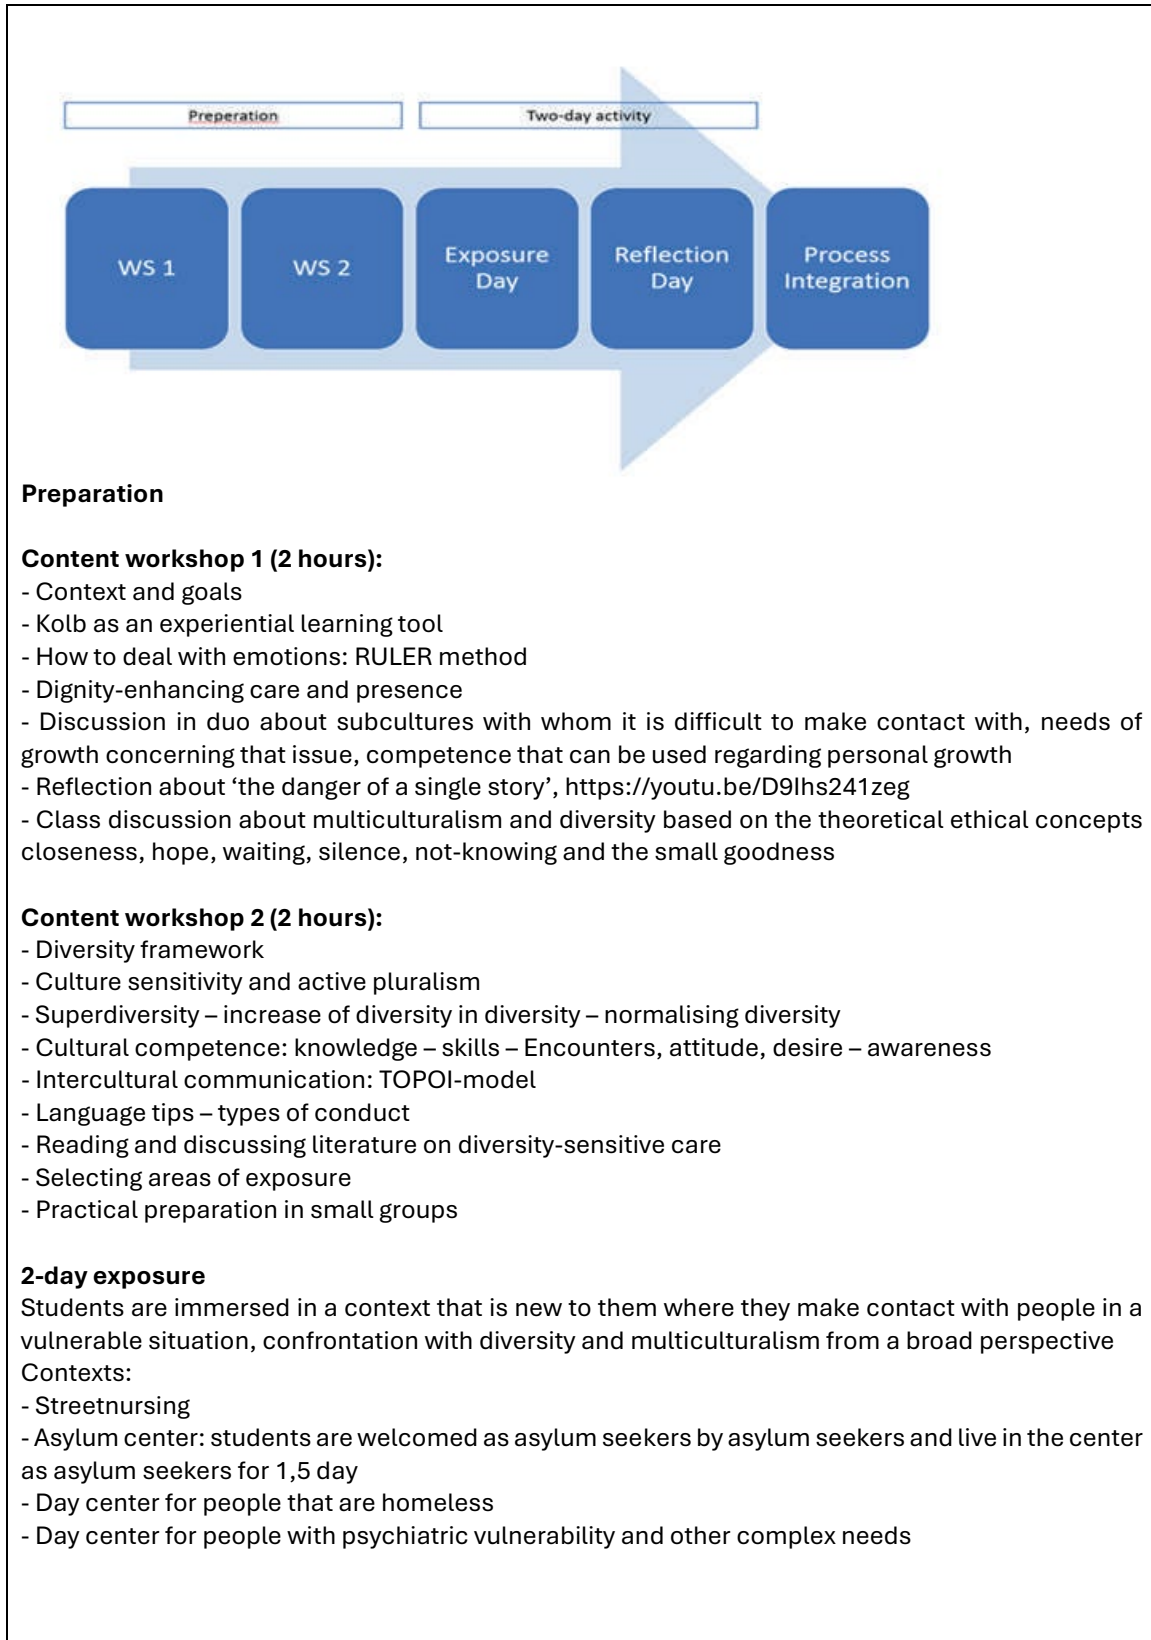 Preperation
Two-day activity
WS 1
WS 2
Exposure
Day
Reflection
Day
Process
Integration
Preparation
Content workshop 1 (2 hours):
- Context and goals
- Kolb as an experiential learning tool
- How to deal with emotions: RULER method
- Dignity-enhancing care and presence
- Discussion in duo about subcultures with whom it is difficult to make contact with, needs of
growth concerning that issue, competence that can be used regarding personal growth
- Reflection about ‘the danger of a single story’, https://youtu.be/D9Ihs241zeg
- Class discussion about multiculturalism and diversity based on the theoretical ethical concepts
closeness, hope, waiting, silence, not-knowing and the small goodness
Content workshop 2 (2 hours):
- Diversity framework
- Culture sensitivity and active pluralism
- Superdiversity – increase of diversity in diversity – normalising diversity
- Cultural competence: knowledge – skills – Encounters, attitude, desire – awareness
- Intercultural communication: TOPOI-model
- Language tips – types of conduct
- Reading and discussing literature on diversity-sensitive care
- Selecting areas of exposure
- Practical preparation in small groups
2-day exposure
Students are immersed in a context that is new to them where they make contact with people in a
vulnerable situation, confrontation with diversity and multiculturalism from a broad perspective
Contexts:
- Streetnursing
- Asylum center: students are welcomed as asylum seekers by asylum seekers and live in the center
as asylum seekers for 1,5 day
- Day center for people that are homeless
- Day center for people with psychiatric vulnerability and other complex needs